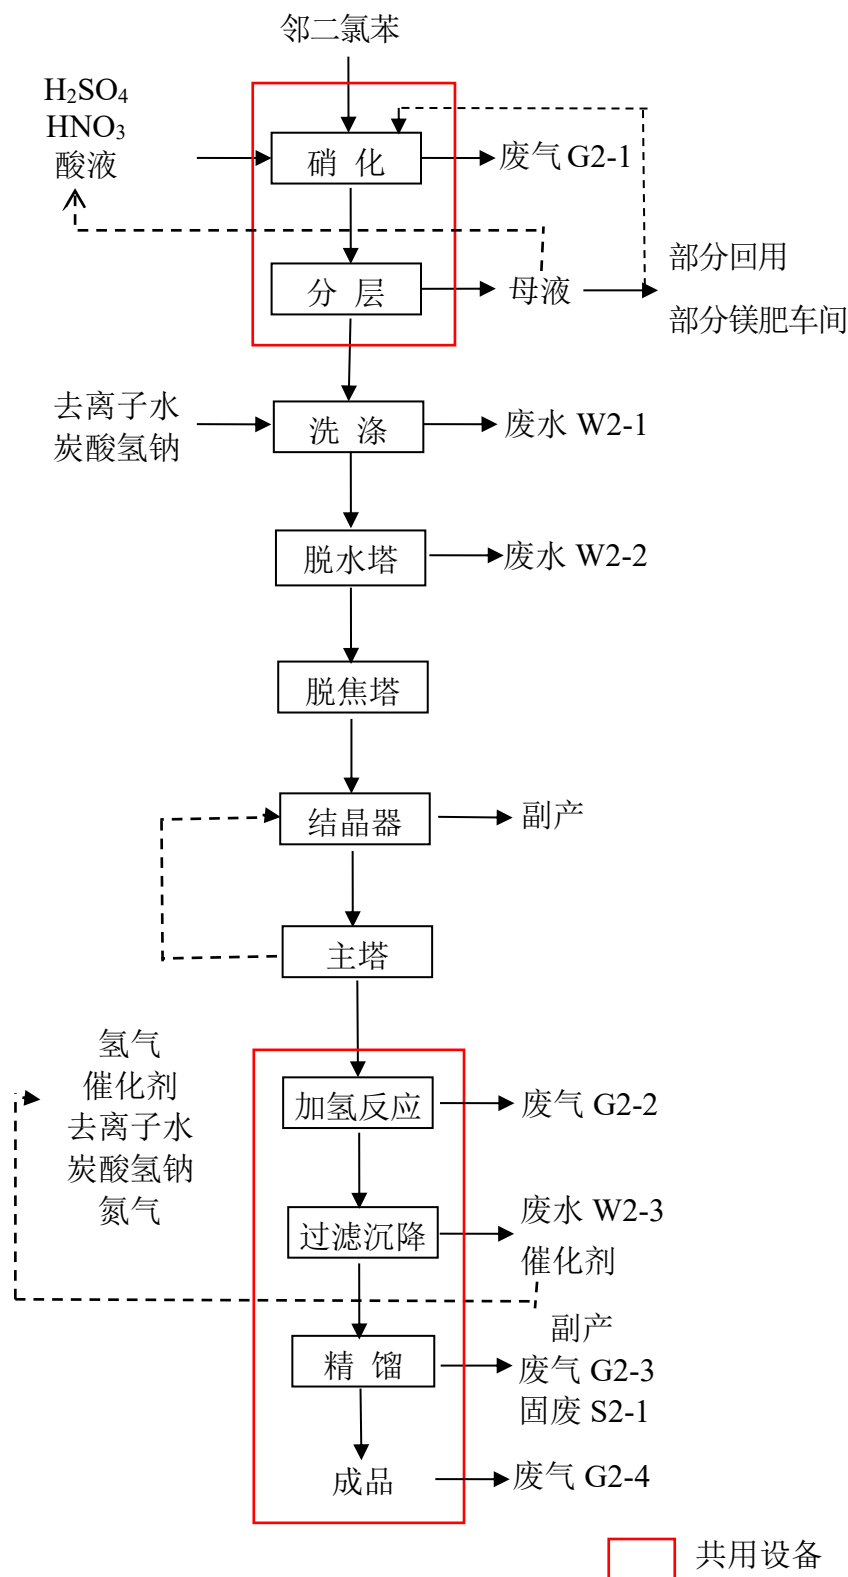 邻二氯苯
H₂SO₄
HNO₃
酸液
硝 化
废气 G2-1
分 层
母液
部分回用
部分镁肥车间
去离子水
炭酸氢钠
洗 涤
废水 W2-1
脱水塔
废水 W2-2
脱焦塔
结晶器
副产
主塔
氢气
催化剂
去离子水
炭酸氢钠
氮气
加氢反应
废气 G2-2
过滤沉降
废水 W2-3
催化剂
精 馏
副产
废气 G2-3
固废 S2-1
成品
废气 G2-4
共用设备